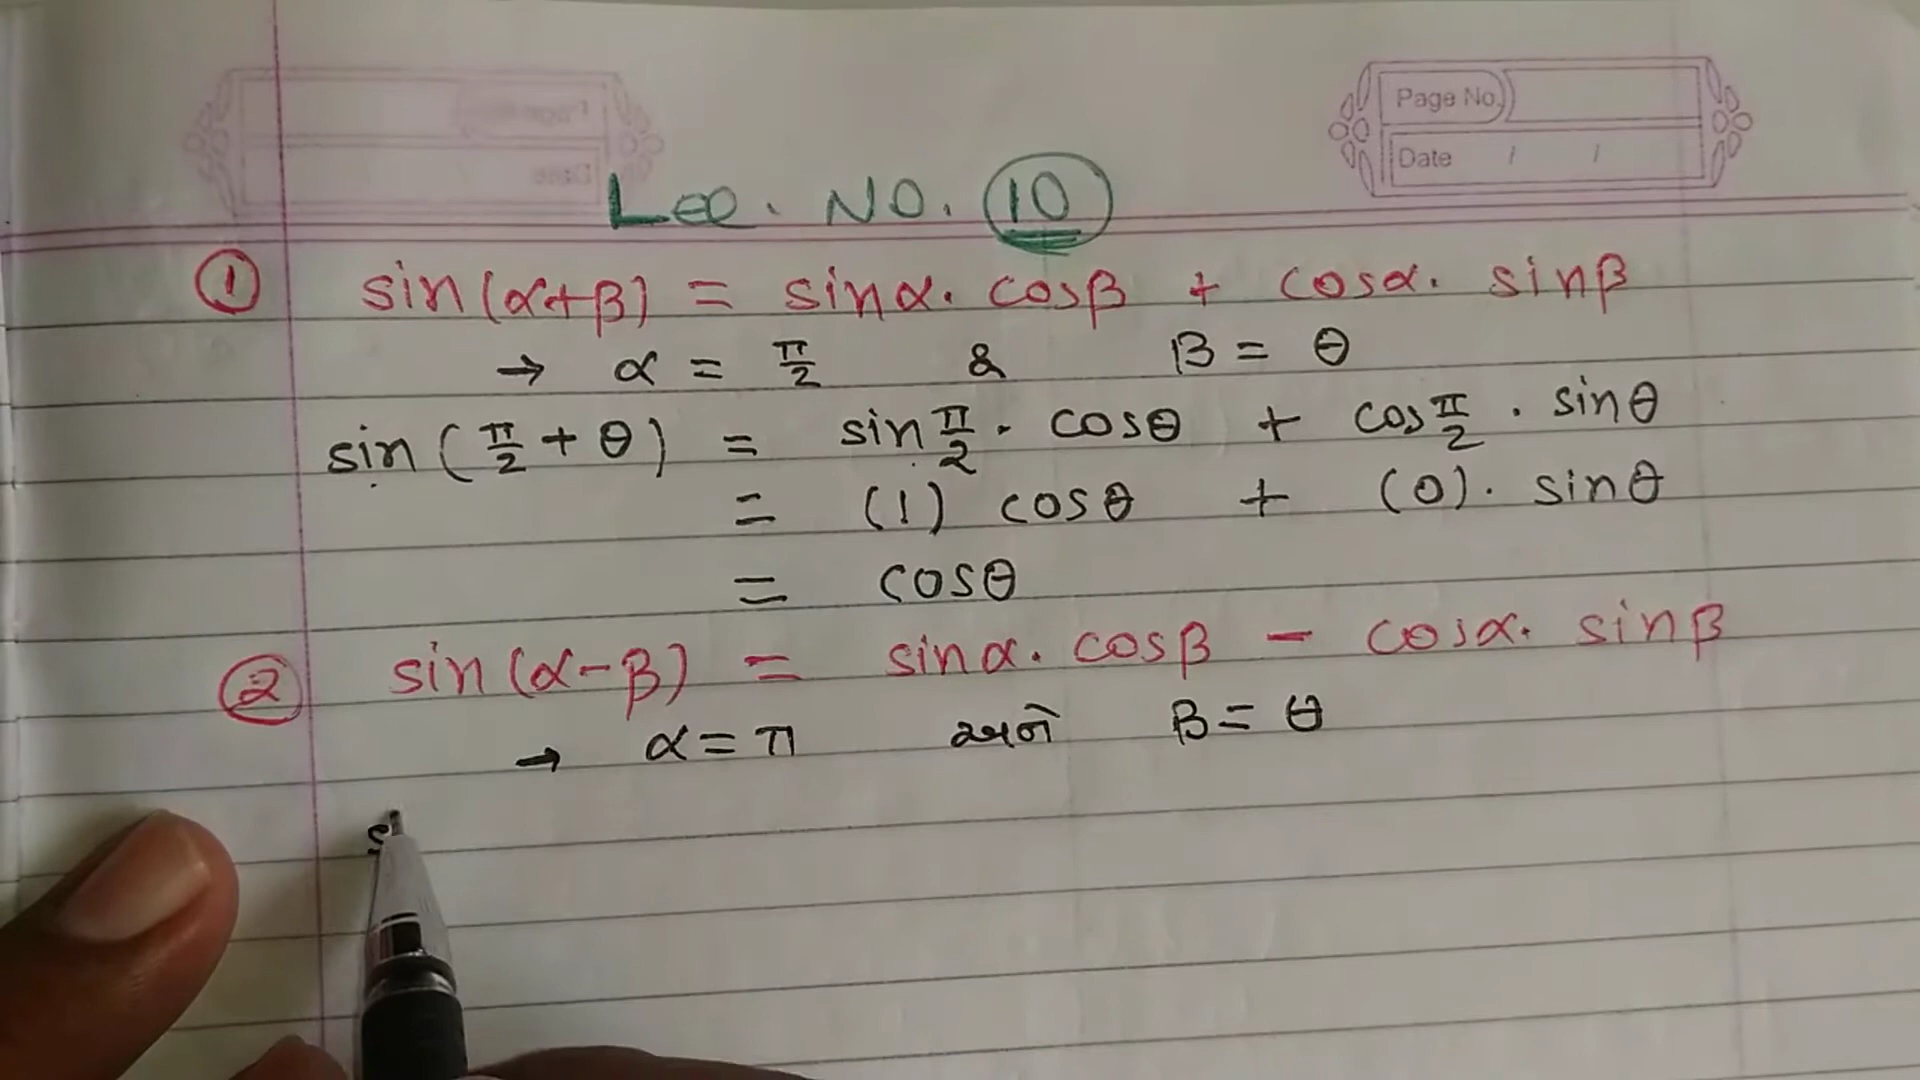 Page No.
Date / /
Lec. NO. 10
① sin(α+β) = sinα. cosβ + cosα. sinβ
→ α = π/2 & β = θ
sin(π/2 + θ) = sin π/2 . cosθ + cos π/2 . sinθ
= (1) cosθ + (0). sinθ
= cosθ
② sin(α-β) = sinα. cosβ - cosα. sinβ
→ α = π અને β = θ
s